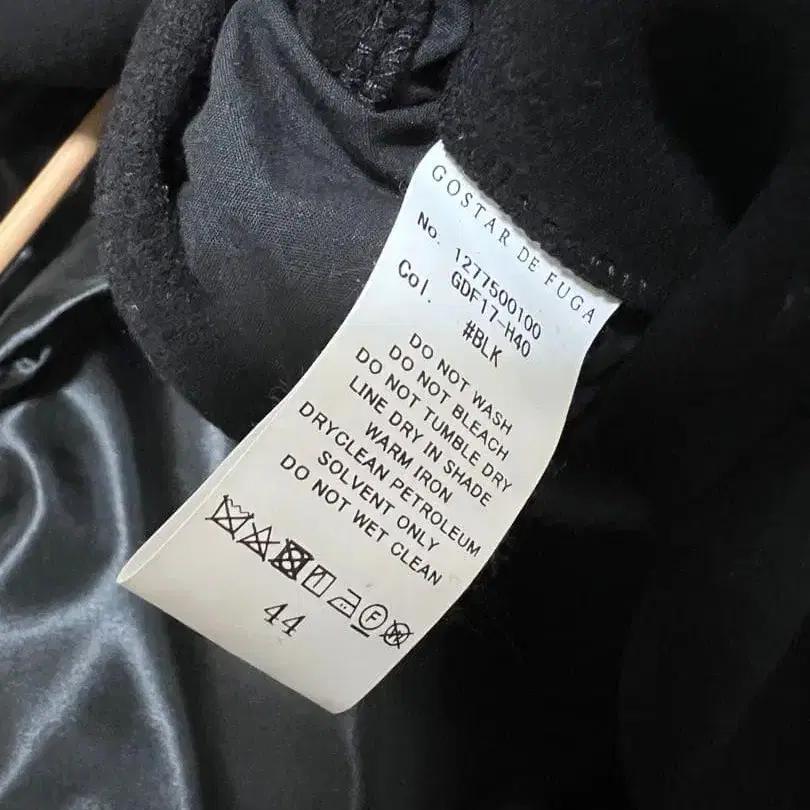 GOSTAR DE FUGA
No. 1277500100
GDF17-H40
Col. #BLK
DO NOT WASH
DO NOT BLEACH
DO NOT TUMBLE DRY
LINE DRY IN SHADE
WARM IRON
DRYCLEAN PETROLEUM
SOLVENT ONLY
DO NOT WET CLEAN
F W
44